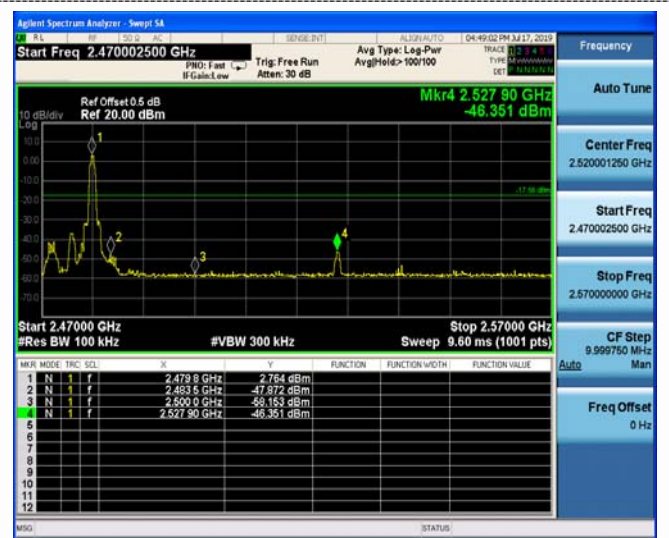 Agilent Spectrum Analyzer - Swept SA
RL RF 50 Ω AC SENSE:INT ALIGNAUTO 04:49:02 PM Jul 17, 2019
Start Freq 2.470002500 GHz
PNO: Fast
IFGain:Low
Trig: Free Run
Atten: 30 dB
Avg Type: Log-Pwr
Avg|Hold:> 100/100
TRACE 1 2 3 4 5 6
TYPE
DET P N N N N N
Frequency
Auto Tune
Center Freq
2.520001250 GHz
Start Freq
2.470002500 GHz
Stop Freq
2.570000000 GHz
CF Step
9.999750 MHz
Auto Man
Freq Offset
0 Hz
Mkr4 2.527 90 GHz
-46.351 dBm
Ref Offset 0.5 dB
Ref 20.00 dBm
10 dB/div
Log
10.0
0.00
-10.0
-20.0
-30.0
-40.0
-50.0
-60.0
-70.0
1
2
3
4
Start 2.47000 GHz
Stop 2.57000 GHz
#Res BW 100 kHz #VBW 300 kHz Sweep 9.60 ms (1001 pts)
MKR MODE TRC SCL X Y FUNCTION FUNCTION WIDTH FUNCTION VALUE
1 N 1 f 2.479 8 GHz 2.764 dBm
2 N 1 f 2.483 5 GHz -47.872 dBm
3 N 1 f 2.500 0 GHz -58.153 dBm
4 N 1 f 2.527 90 GHz -46.351 dBm
5
6
7
8
9
10
11
12
MSG STATUS